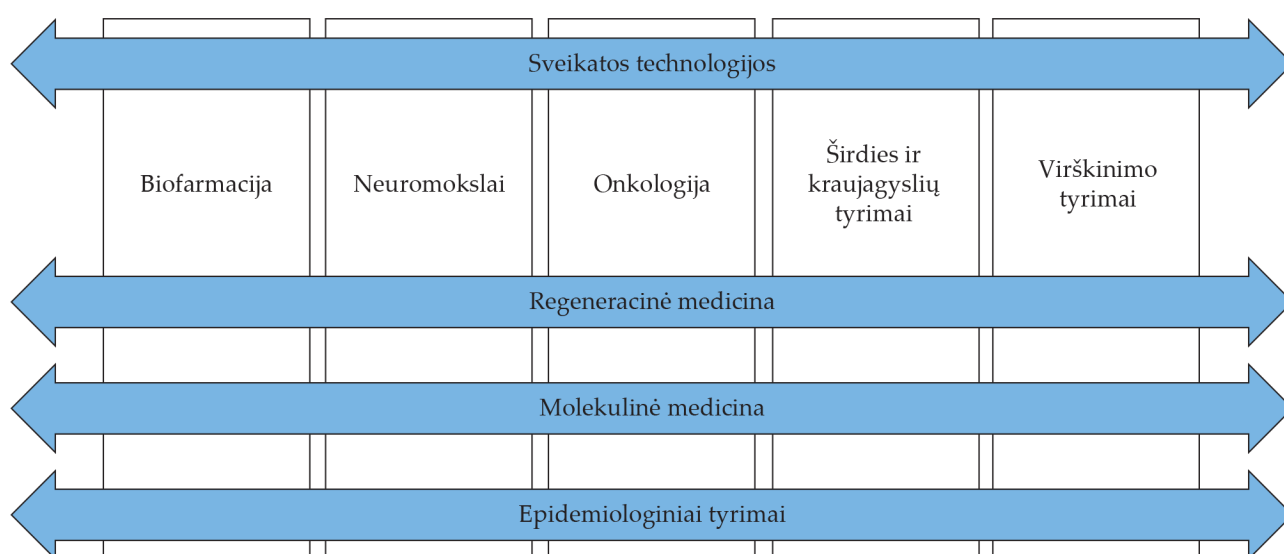 Sveikatos technologijos
Biofarmacija
Neuromokslai
Onkologija
Širdies ir
kraujagyslių
tyrimai
Virškinimo
tyrimai
Regeneracinė medicina
Molekulinė medicina
Epidemiologiniai tyrimai